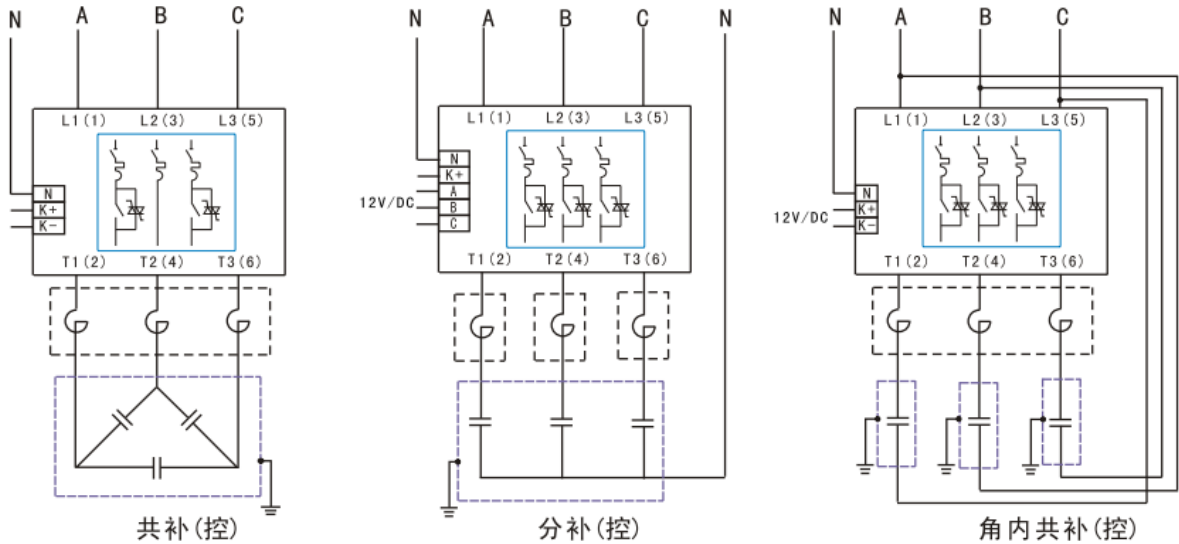 N A B C
L1(1) L2(3) L3(5)
N
K+
K-
T1(2) T2(4) T3(6)
共补(控)
N A B C N
L1(1) L2(3) L3(5)
N
K+
A
12V/DC B
C
T1(2) T2(4) T3(6)
分补(控)
N A B C
L1(1) L2(3) L3(5)
N
12V/DC K+
K-
T1(2) T2(4) T3(6)
角内共补(控)